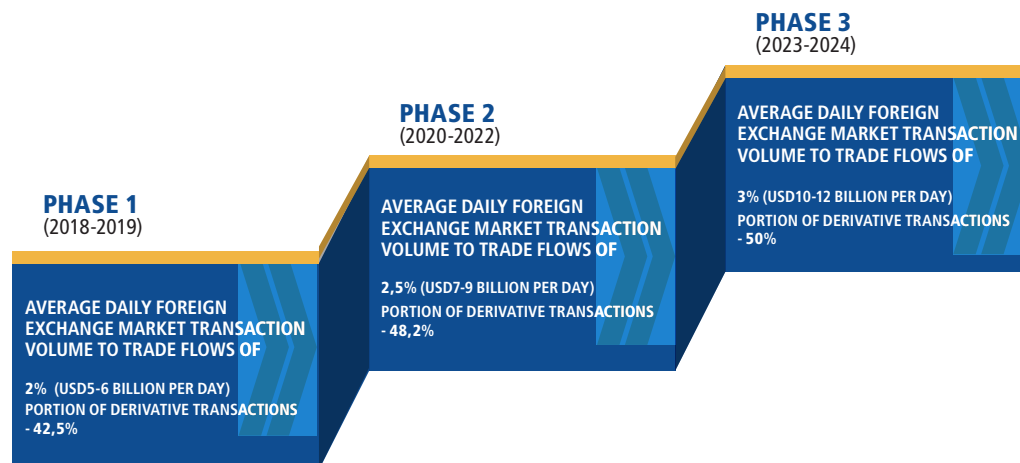 PHASE 1
(2018-2019)
AVERAGE DAILY FOREIGN
EXCHANGE MARKET TRANSACTION
VOLUME TO TRADE FLOWS OF
2% (USD5-6 BILLION PER DAY)
PORTION OF DERIVATIVE TRANSACTIONS
- 42,5%
PHASE 2
(2020-2022)
AVERAGE DAILY FOREIGN
EXCHANGE MARKET TRANSACTION
VOLUME TO TRADE FLOWS OF
2,5% (USD7-9 BILLION PER DAY)
PORTION OF DERIVATIVE TRANSACTIONS
- 48,2%
PHASE 3
(2023-2024)
AVERAGE DAILY FOREIGN
EXCHANGE MARKET TRANSACTION
VOLUME TO TRADE FLOWS OF
3% (USD10-12 BILLION PER DAY)
PORTION OF DERIVATIVE TRANSACTIONS
- 50%